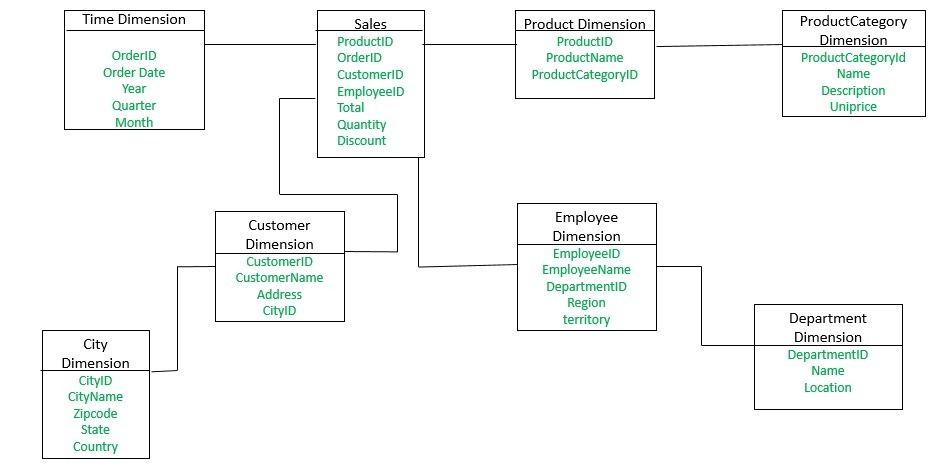 Time Dimension
OrderID
Order Date
Year
Quarter
Month
Sales
ProductID
OrderID
CustomerID
EmployeeID
Total
Quantity
Discount
Product Dimension
ProductID
ProductName
ProductCategoryID
ProductCategory
Dimension
ProductCategoryId
Name
Description
Uniprice
Customer
Dimension
CustomerID
CustomerName
Address
CityID
Employee
Dimension
EmployeeID
EmployeeName
DepartmentID
Region
territory
City
Dimension
CityID
CityName
Zipcode
State
Country
Department
Dimension
DepartmentID
Name
Location